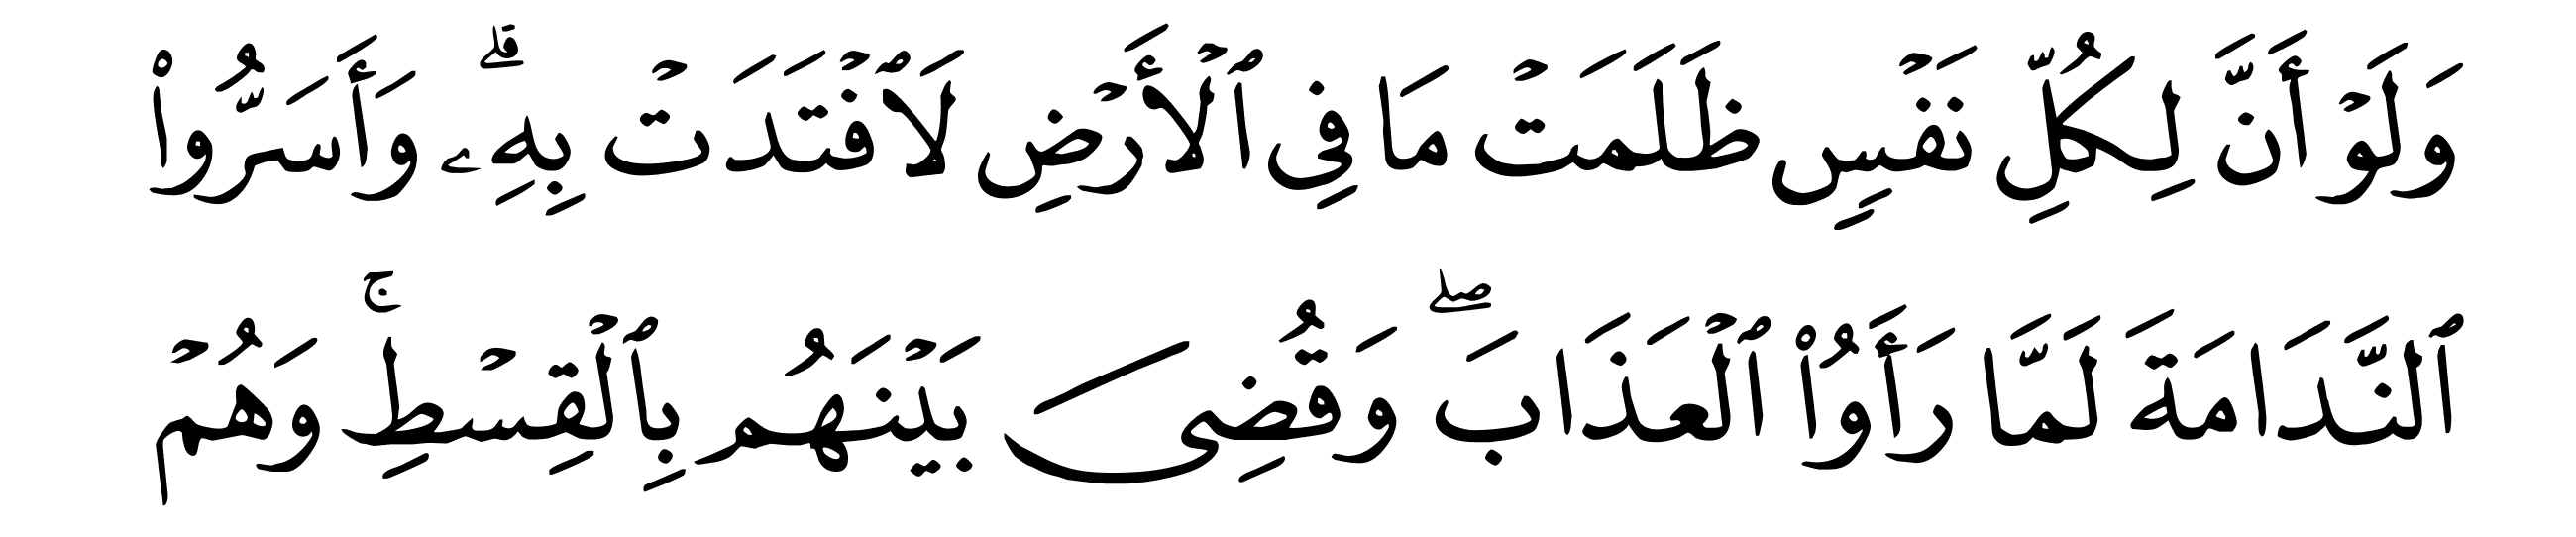 وَلَوۡ أَنَّ لِكُلِّ نَفۡسٖ ظَلَمَتۡ مَا فِي ٱلۡأَرۡضِ لَٱفۡتَدَتۡ بِهِۦۗ وَأَسَرُّواْ
ٱلنَّدَامَةَ لَمَّا رَأَوُاْ ٱلۡعَذَابَۖ وَقُضِيَ بَيۡنَهُم بِٱلۡقِسۡطِۚ وَهُمۡ